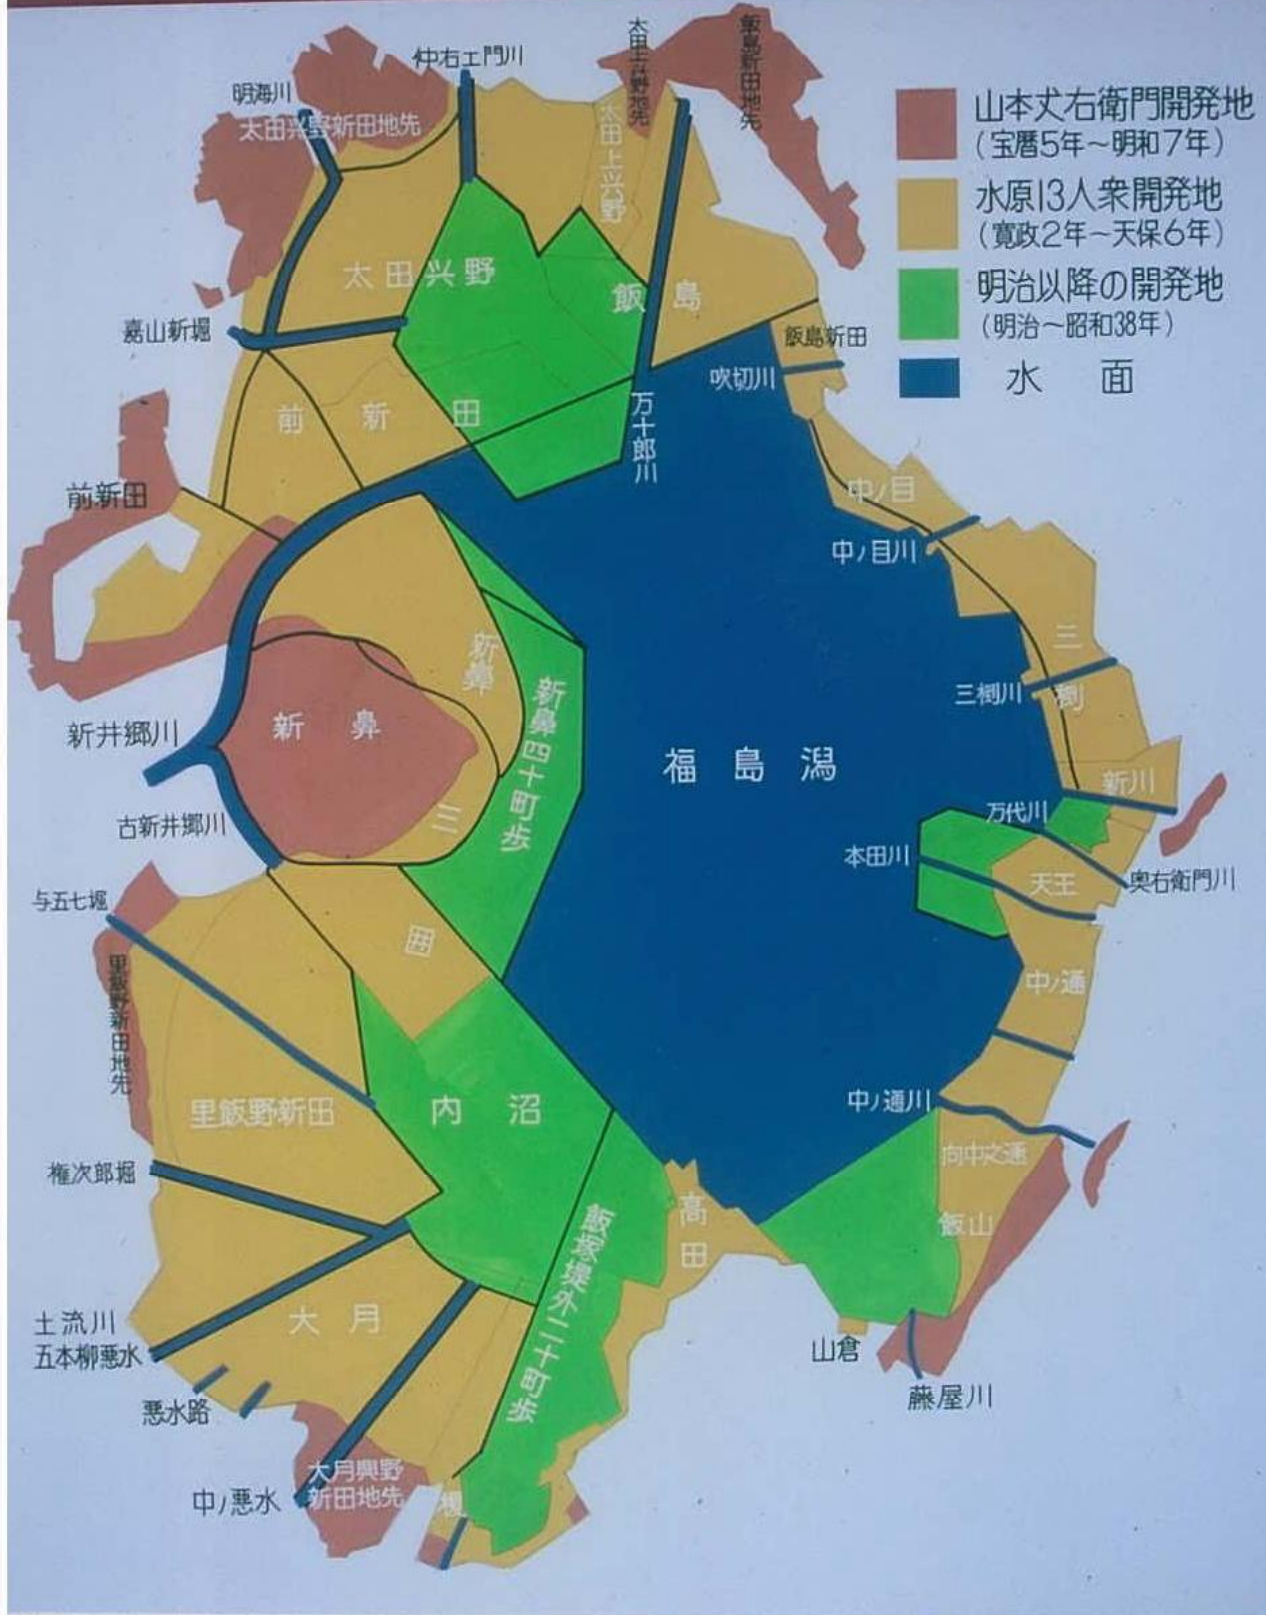 山本丈右衛門開発地
(宝暦5年〜明和7年)
水原13人衆開発地
(寛政2年〜天保6年)
明治以降の開発地
(明治〜昭和38年)
水 面
仲右エ門川
太田上興野地先
飯島新田地先
明海川
太田興野新田地先
太田上興野
太田興野
飯島
嘉山新堀
飯島新田
吹切川
前新田
万十郎川
前新田
中ノ目
中ノ目川
新鼻
三
三樹川
新鼻四十町歩
新井郷川
新鼻
福島潟
新川
万代川
三
古新井郷川
本田川
天王
奥右衛門川
与五七堀
囲
中ノ通
里飯野新田地先
里飯野新田
内沼
中ノ通川
向中之通
権次郎堀
高田
飯山
飯塚堤外二十町歩
土流川
五本柳悪水
大月
山倉
藤屋川
悪水路
大月興野
新田地先
中ノ悪水
榎